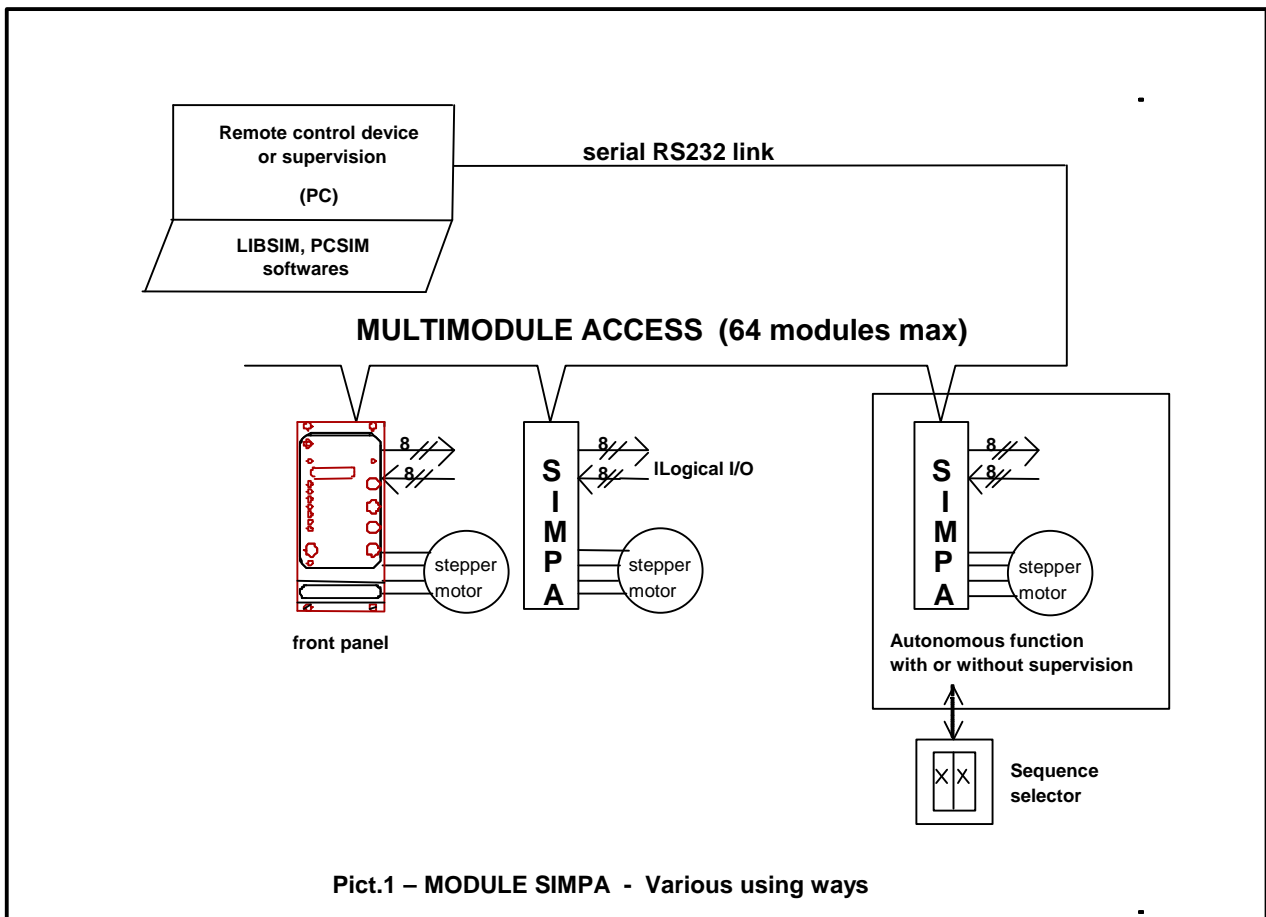 Remote control device
or supervision
(PC)
serial RS232 link
LIBSIM, PCSIM
softwares
MULTIMODULE ACCESS (64 modules max)
8
8
stepper
motor
front panel
S
I
M
P
A
8
8
lLogical I/O
stepper
motor
S
I
M
P
A
8
8
stepper
motor
Autonomous function
with or without supervision
X X
Sequence
selector
Pict.1 – MODULE SIMPA - Various using ways